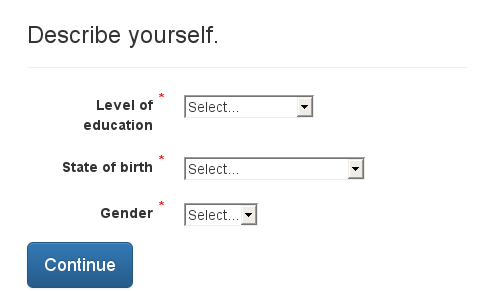 Describe yourself.
Level of * Select...
education
State of birth * Select...
Gender * Select...
Continue